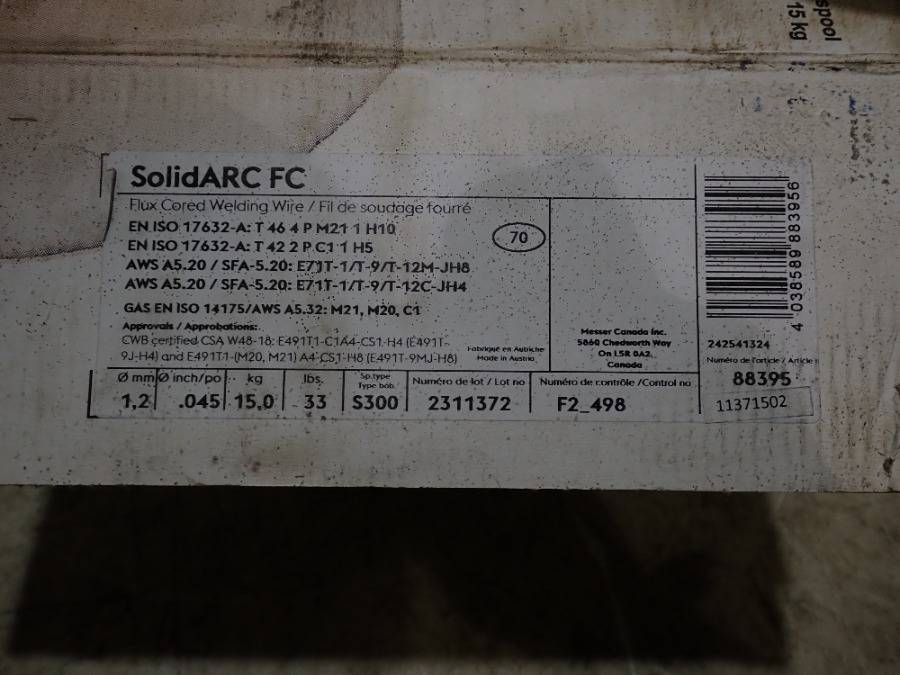 spool
15 kg
SolidARC FC
Flux Cored Welding Wire / Fil de soudage fourré
EN ISO 17632-A: T 46 4 P M21 1 H10
EN ISO 17632-A: T 42 2 P C1 1 H5
AWS A5.20 / SFA-5.20: E71T-1/T-9/T-12M-JH8
AWS A5.20 / SFA-5.20: E71T-1/T-9/T-12C-JH4
GAS EN ISO 14175/AWS A5.32: M21, M20, C1
Approvals / Approbations:
CWB certified CSA W48-18: E491T1-C1A4-CS1-H4 (E491T-
9J-H4) and E491T1-(M20, M21) A4-CS1-H8 (E491T-9MJ-H8)
70
Fabriqué en Autriche
Made in Austria
Messer Canada Inc.
5860 Chedworth Way
On L5R 0A2,
Canada
4 038589 883956
242541324
Numéro de l'article / Article n
88395
11371502
Ø mm Ø inch/po kg lbs Sp.type Numéro de lot / Lot no Numéro de contrôle /Control no
Type bob.
1,2 .045 15,0 33 S300 2311372 F2_498